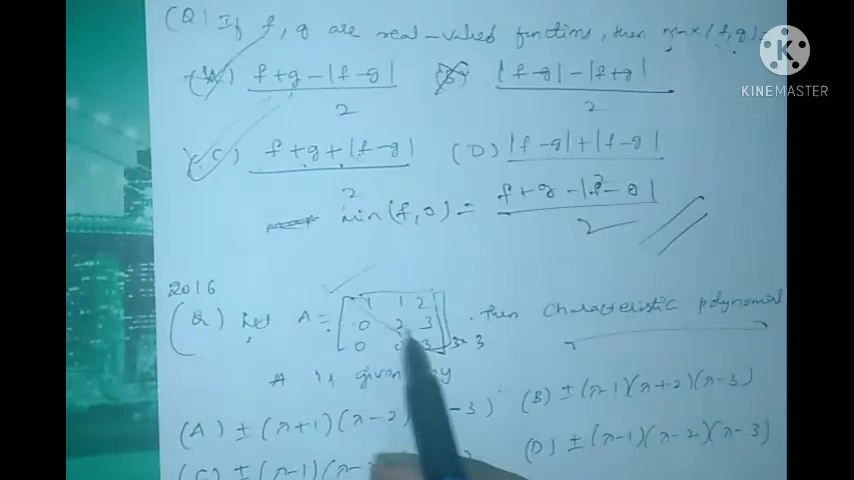 (Q) If f, g are real-valued functions, then max(f,g) =
KINEMASTER
(A) f+g-|f-g| / 2 (B) |f-g|-|f+g| / 2
(C) f+g+|f-g| / 2 (D) |f-g|+|f-g| / 2
min(f,g) = f+g-|f-g| / 2
2016
(Q) Let A = [1 1 2 0 2 3 0 0 3] 3×3 . Then characteristic polynomial
A is given by
(A) ±(λ+1)(λ-2) -3) (B) ±(λ-1)(λ+2)(λ-3)
(C) ±(λ-1)(λ- (D) ±(λ-1)(λ-2)(λ-3)